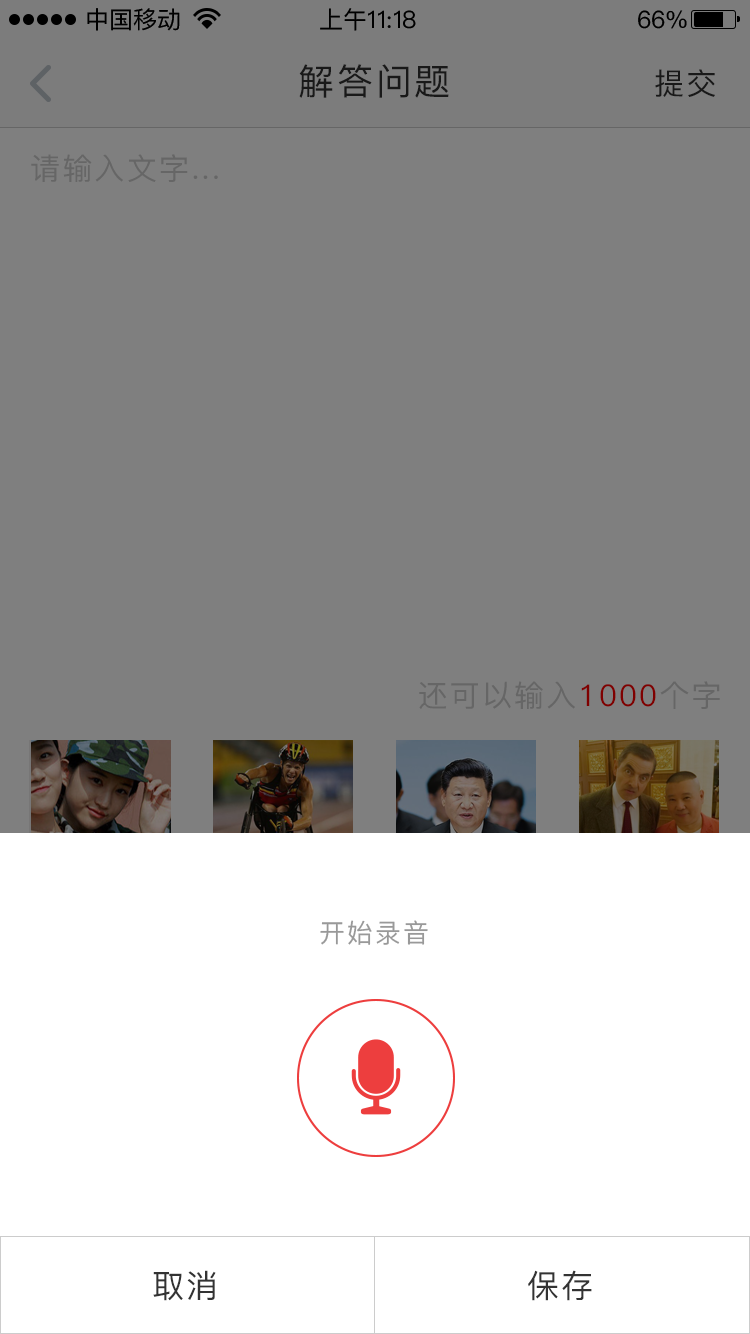 中国移动 上午11:18 66%
解答问题 提交
请输入文字...
还可以输入1000个字
开始录音
取消 保存